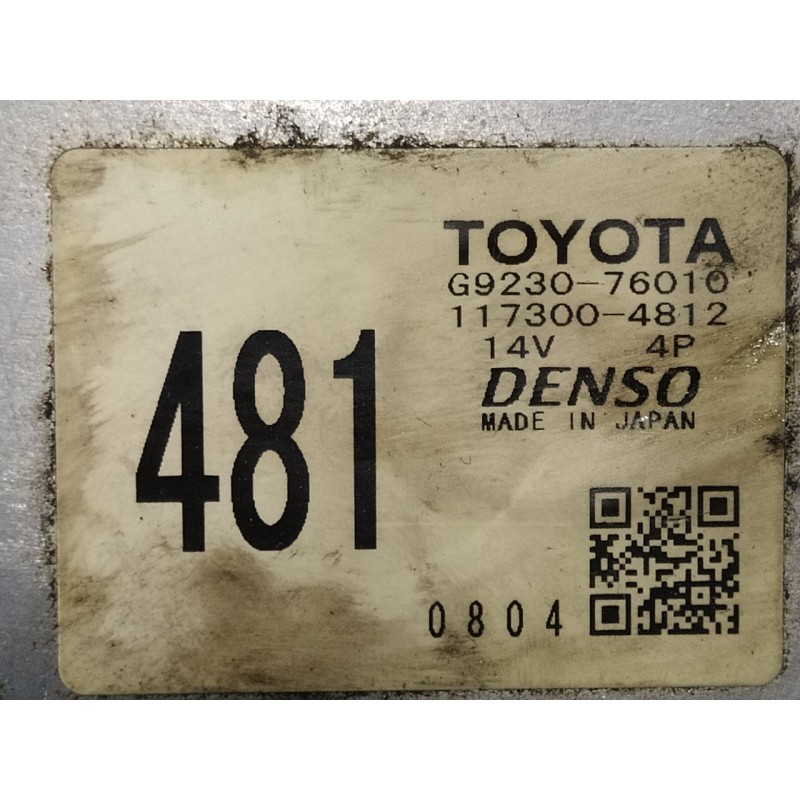 TOYOTA
G9230-76010
117300-4812
14V 4P
DENSO
MADE IN JAPAN
481
0804